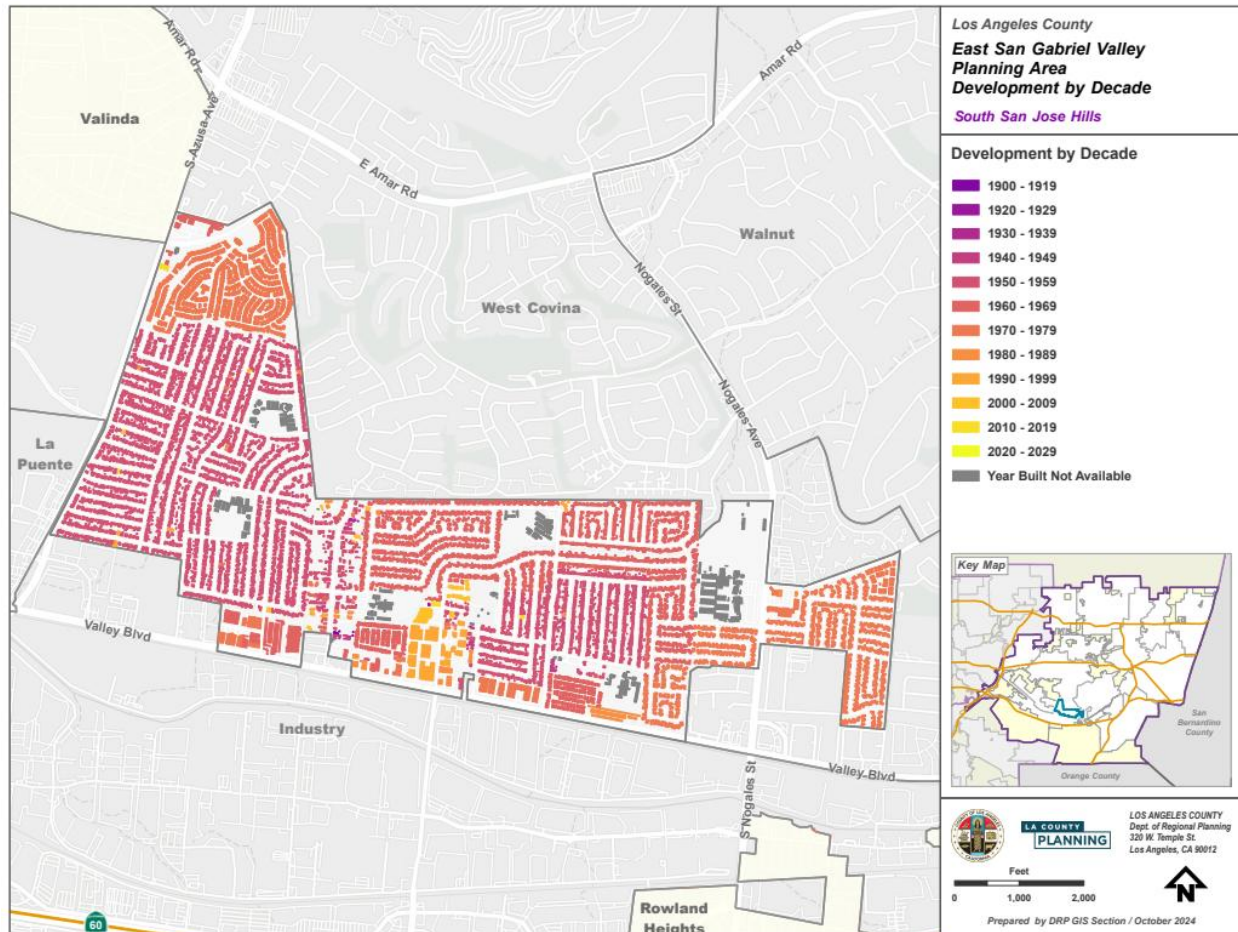 Los Angeles County
East San Gabriel Valley
Planning Area
Development by Decade
South San Jose Hills
Development by Decade
1900 - 1919
1920 - 1929
1930 - 1939
1940 - 1949
1950 - 1959
1960 - 1969
1970 - 1979
1980 - 1989
1990 - 1999
2000 - 2009
2010 - 2019
2020 - 2029
Year Built Not Available
Amar Rd
Valinda
S Azusa Ave
E Amar Rd
Amar Rd
Walnut
Nogales St
West Covina
Nogales Ave
La
Puente
Valley Blvd
Industry
Valley Blvd
S Nogales St
Rowland
Heights
60
Key Map
San
Bernardino
County
Orange County
LA COUNTY
PLANNING
LOS ANGELES COUNTY
Dept. of Regional Planning
320 W. Temple St.
Los Angeles, CA 90012
Feet
0 1,000 2,000
N
Prepared by DRP GIS Section / October 2024